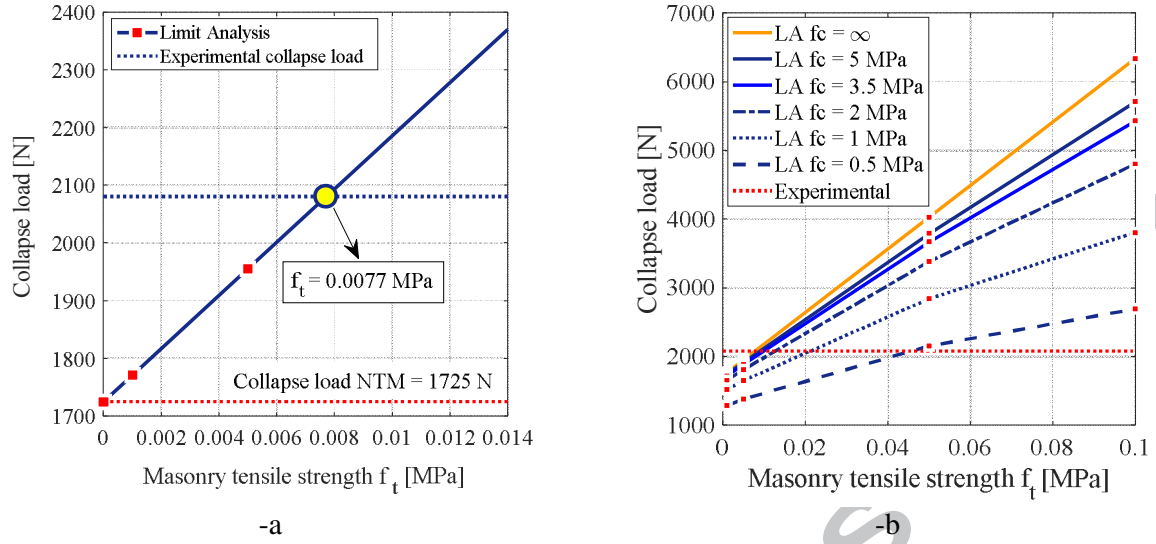 2400
2300
2200
2100
2000
1900
1800
1700
Collapse load [N]
Limit Analysis
Experimental collapse load
f_t = 0.0077 MPa
Collapse load NTM = 1725 N
0 0.002 0.004 0.006 0.008 0.01 0.012 0.014
Masonry tensile strength f_t [MPa]
-a
7000
6000
5000
4000
3000
2000
1000
Collapse load [N]
LA fc = ∞
LA fc = 5 MPa
LA fc = 3.5 MPa
LA fc = 2 MPa
LA fc = 1 MPa
LA fc = 0.5 MPa
Experimental
0 0.02 0.04 0.06 0.08 0.1
Masonry tensile strength f_t [MPa]
-b